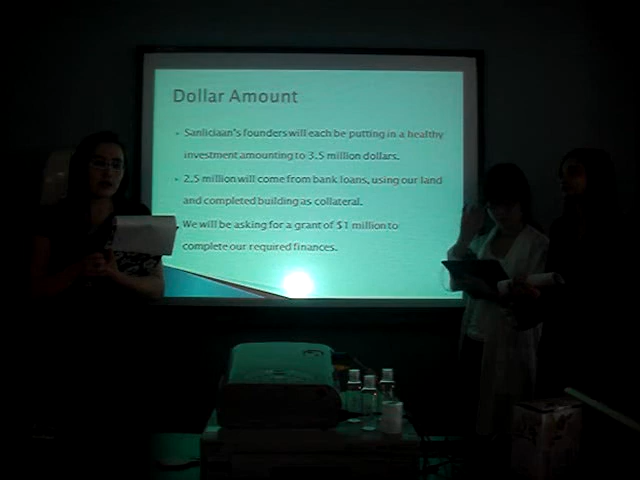 Dollar Amount
Sanliciaan's founders will each be putting in a healthy
investment amounting to 3.5 million dollars.
2.5 million will come from bank loans, using our land
and completed building as collateral.
We will be asking for a grant of $1 million to
complete our required finances.